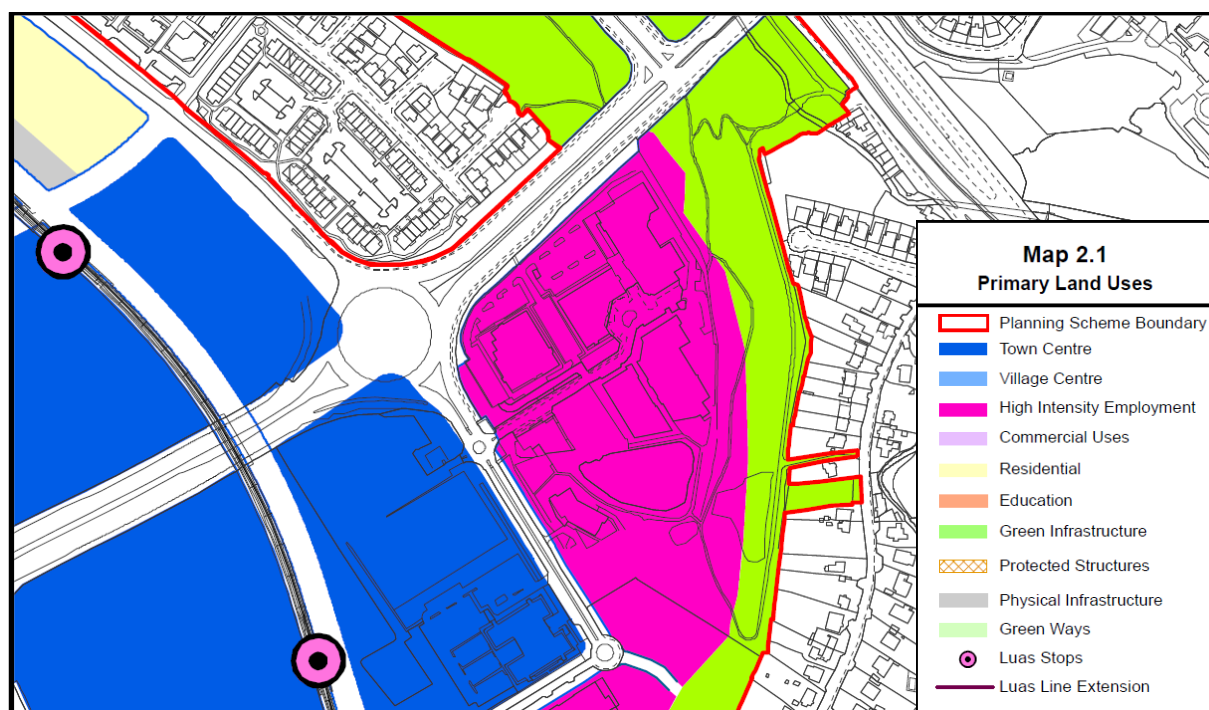 Map 2.1
Primary Land Uses
Planning Scheme Boundary
Town Centre
Village Centre
High Intensity Employment
Commercial Uses
Residential
Education
Green Infrastructure
Protected Structures
Physical Infrastructure
Green Ways
Luas Stops
Luas Line Extension